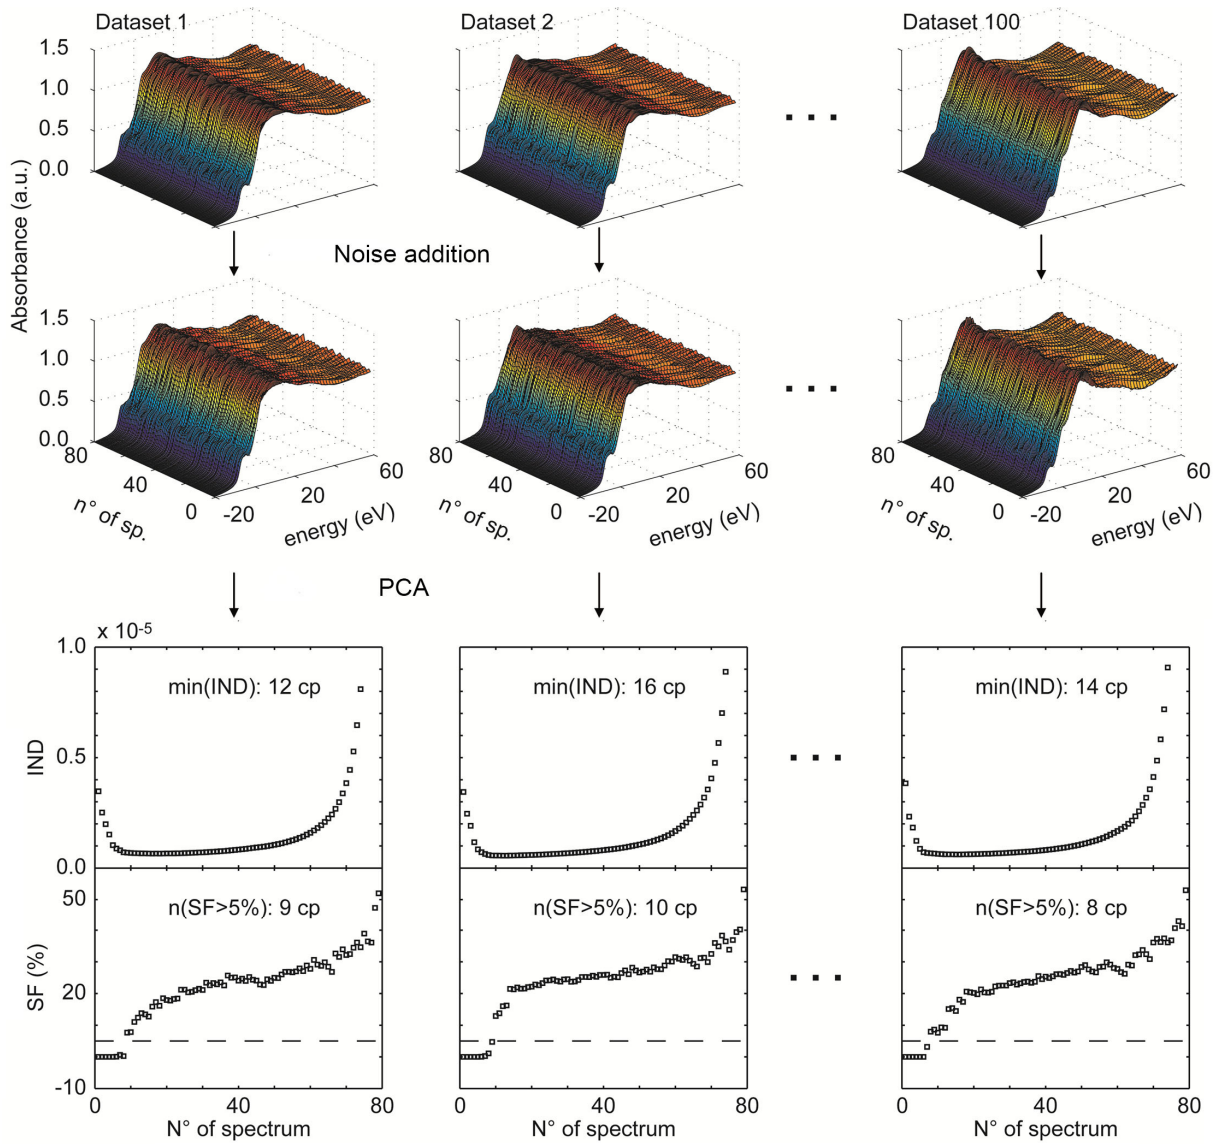 Dataset 1
Dataset 2
Dataset 100
1.5
1.0
0.5
0.0
Absorbance (a.u.)
Noise addition
1.5
1.0
0.5
0.0
80
40
0
n° of sp.
-20
20
60
energy (eV)
80
40
0
n° of sp.
-20
20
60
energy (eV)
80
40
0
n° of sp.
-20
20
60
energy (eV)
PCA
x 10-5
1.0
0.5
0.0
IND
min(IND): 12 cp
min(IND): 16 cp
min(IND): 14 cp
50
20
-10
SF (%)
n(SF>5%): 9 cp
n(SF>5%): 10 cp
n(SF>5%): 8 cp
0 40 80
0 40 80
0 40 80
N° of spectrum
N° of spectrum
N° of spectrum